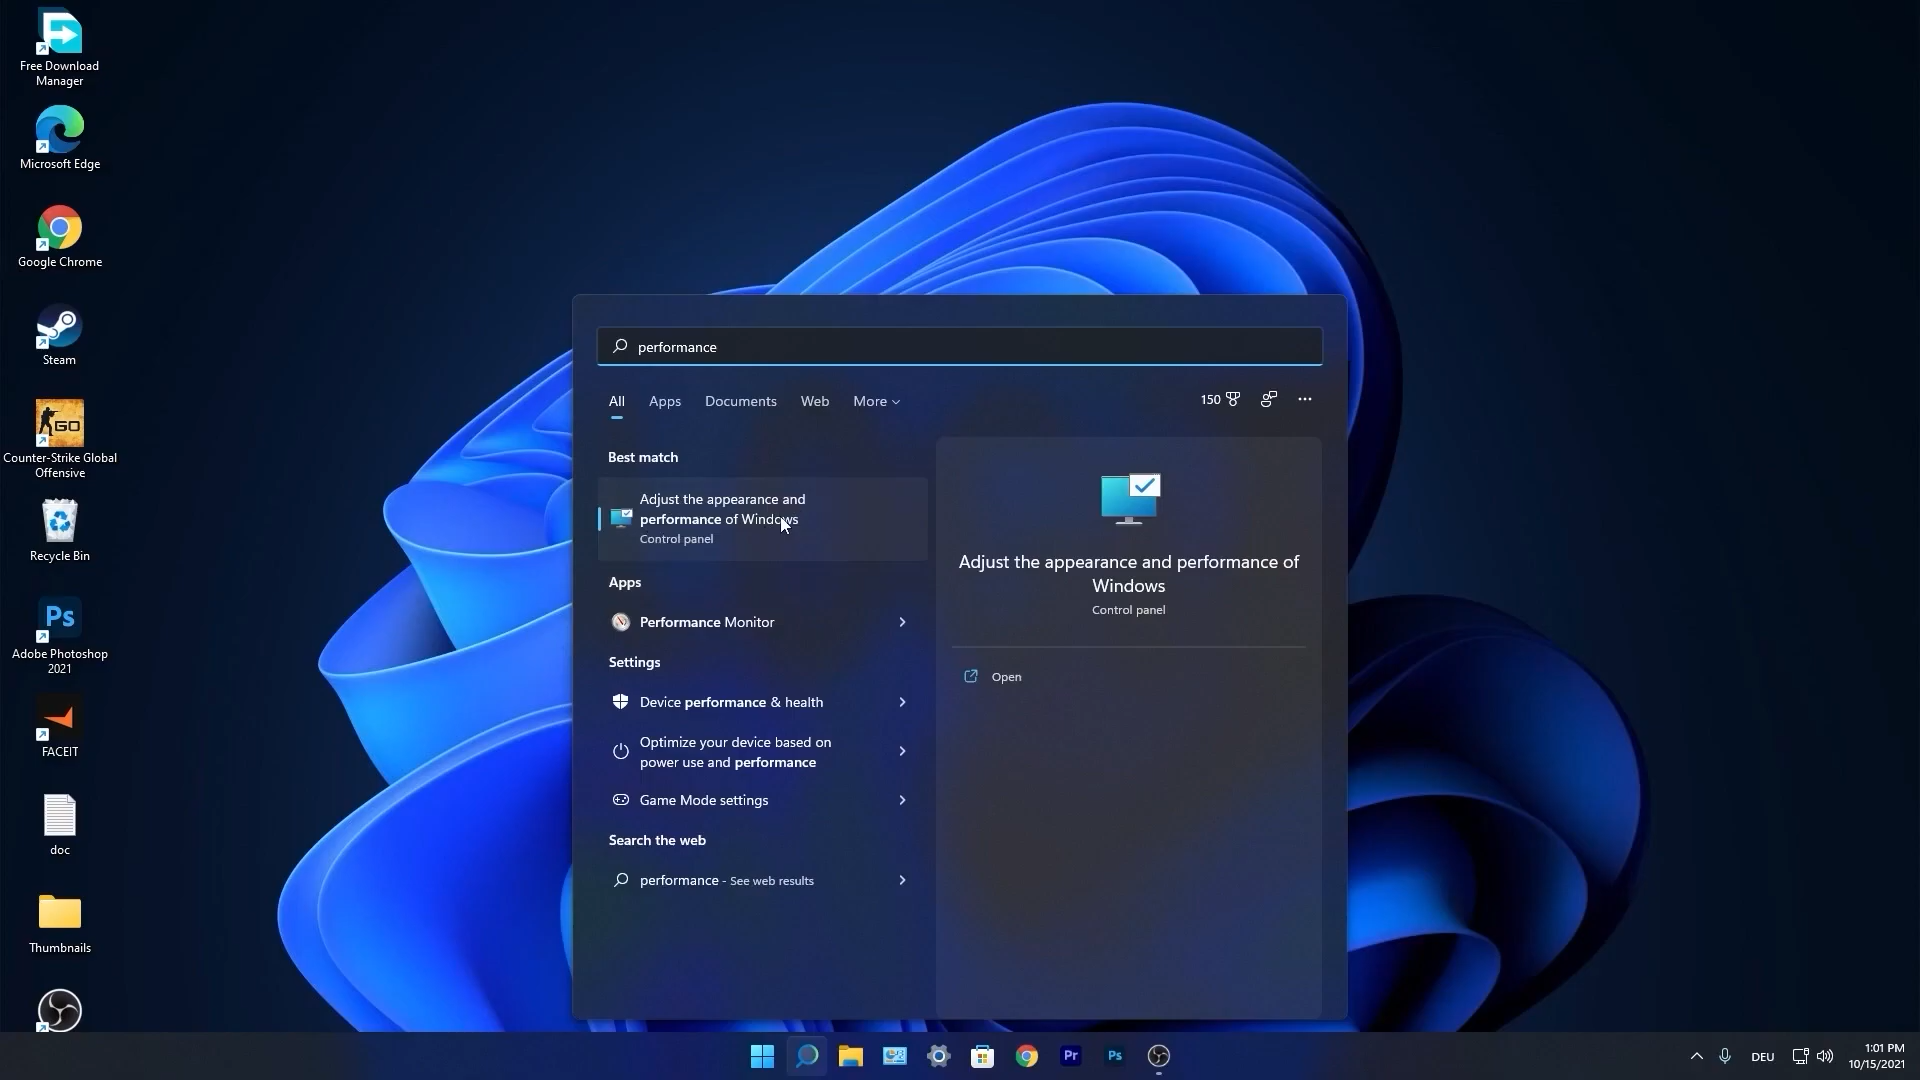 Free Download
Manager
Microsoft Edge
Google Chrome
Steam
GO
Counter-Strike Global
Offensive
Recycle Bin
Ps
Adobe Photoshop
2021
FACEIT
doc
Thumbnails
performance
All
Apps
Documents
Web
More
150
Best match
Adjust the appearance and
performance of Windows
Control panel
Apps
Performance Monitor
Settings
Device performance & health
Optimize your device based on
power use and performance
Game Mode settings
Search the web
performance - See web results
Adjust the appearance and performance of
Windows
Control panel
Open
Pr
Ps
DEU
1:01 PM
10/15/2021